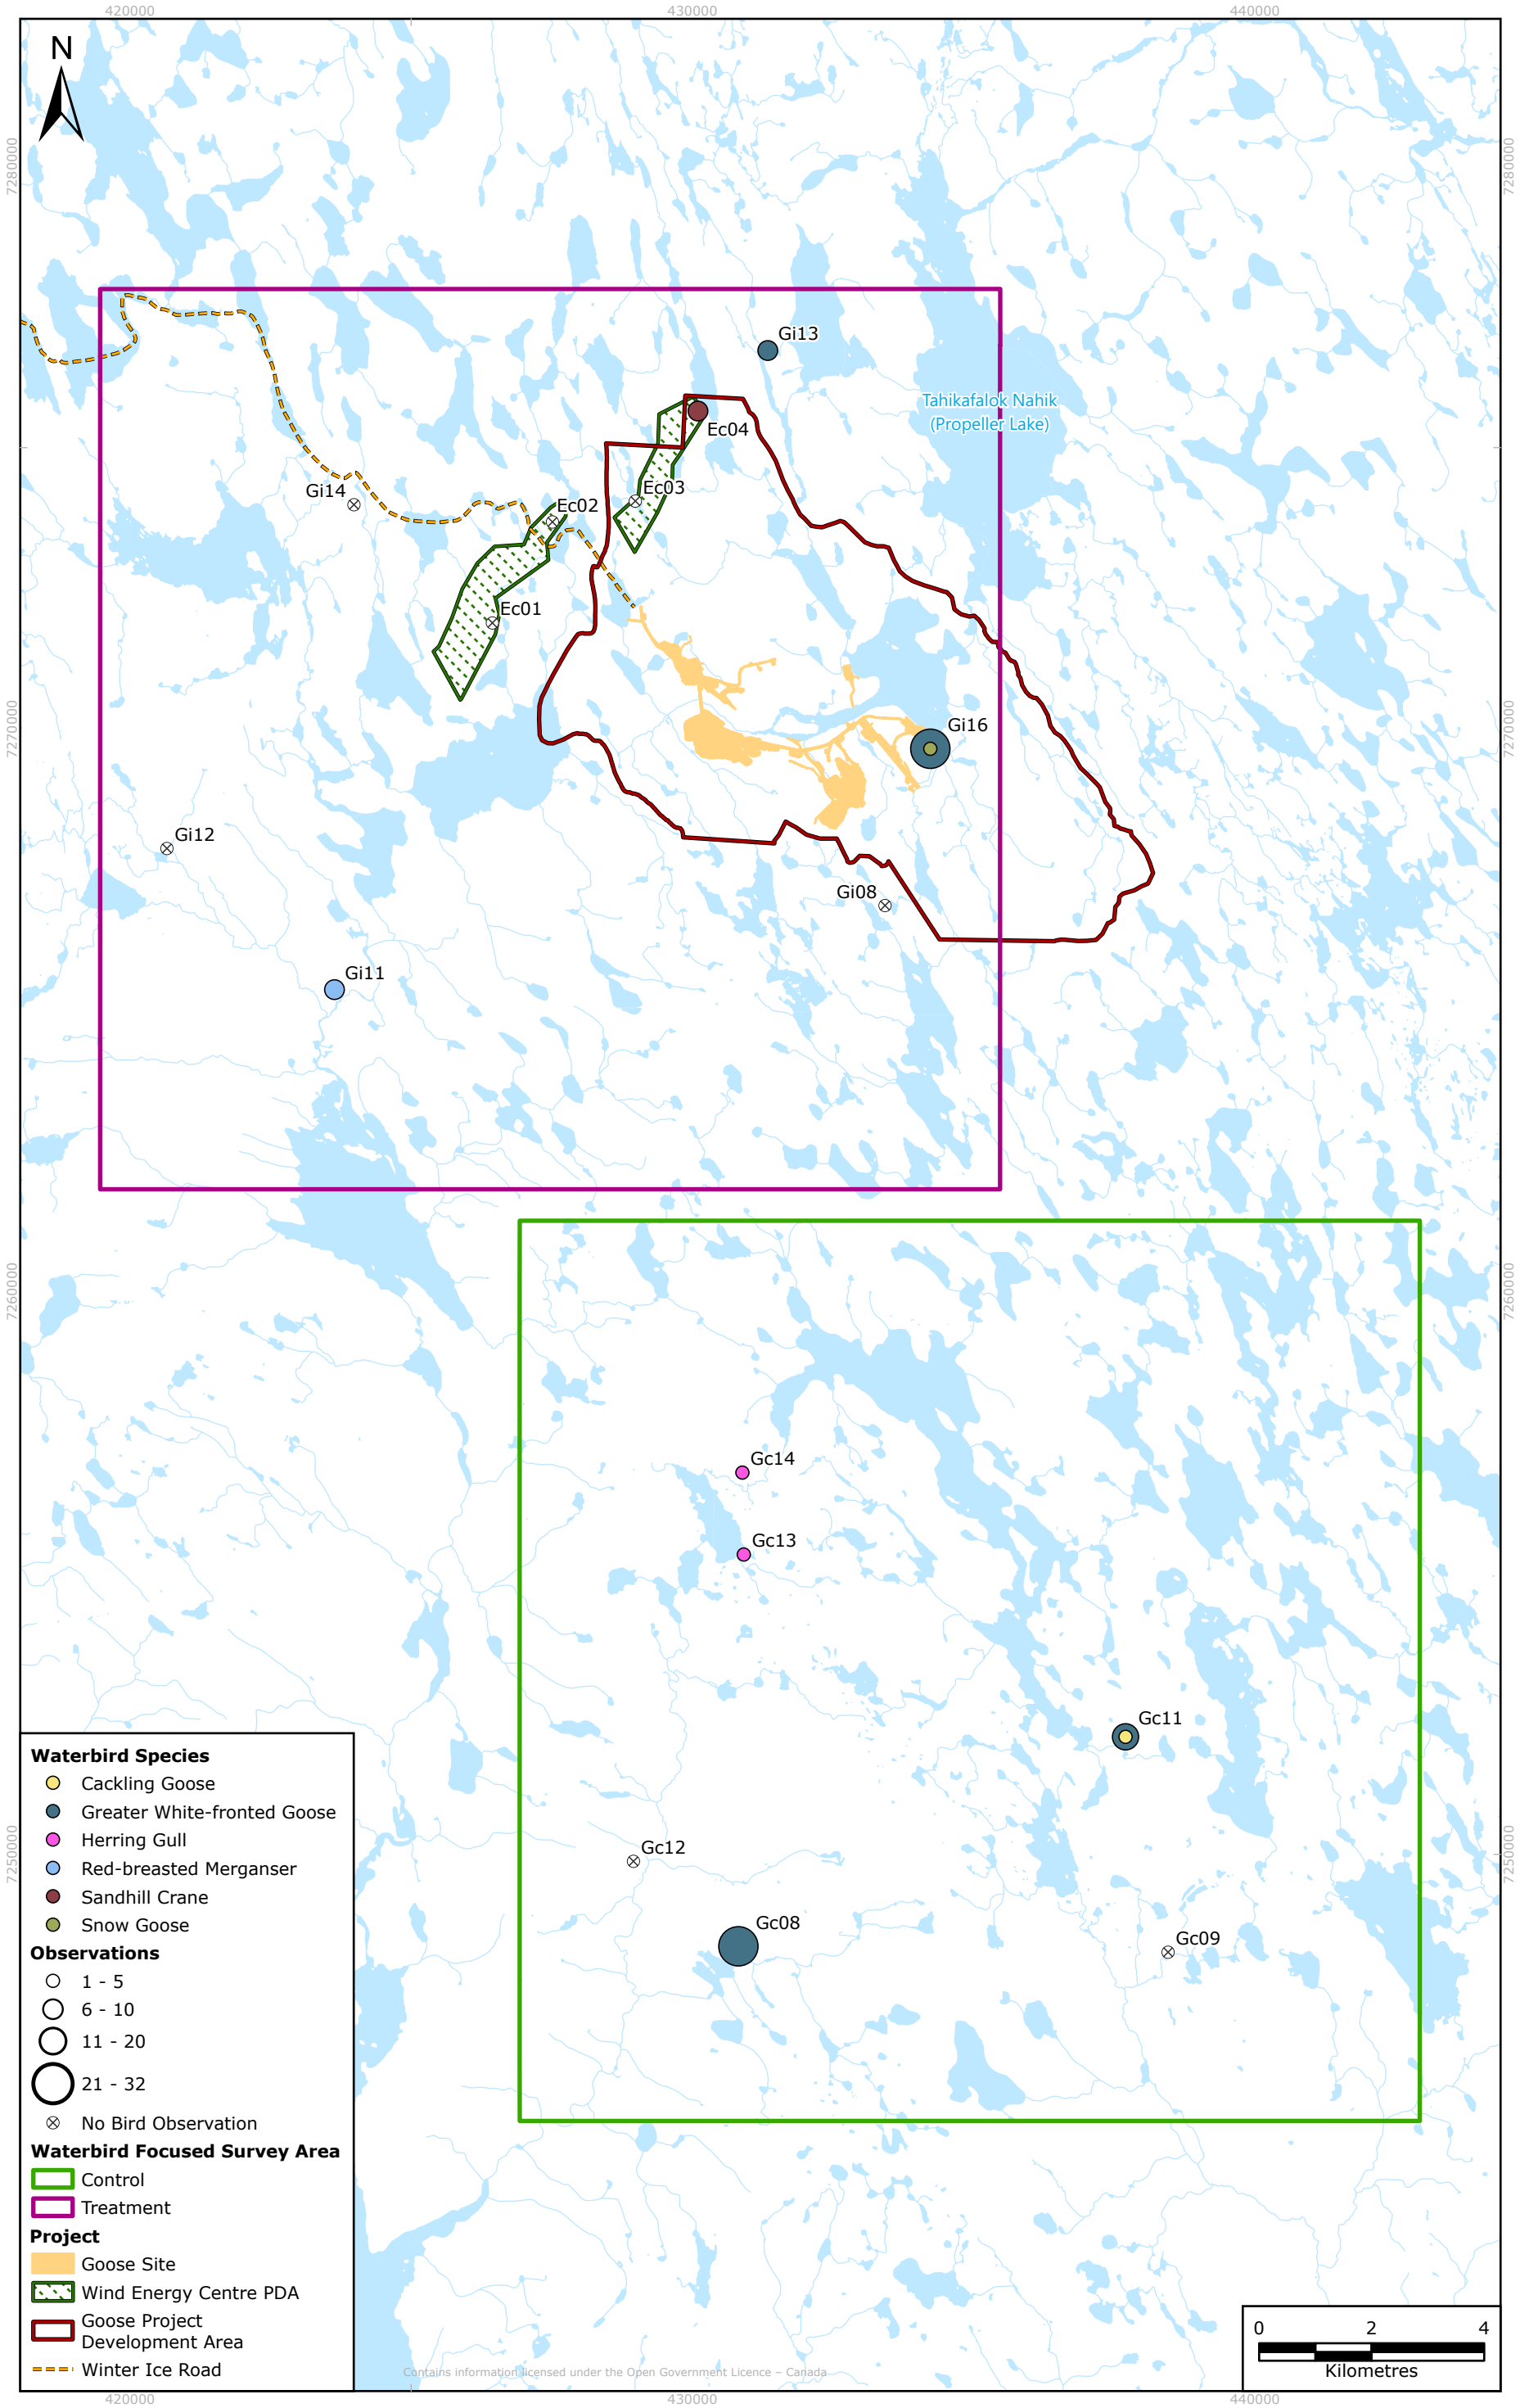 420000
430000
440000
N
7280000
7280000
Gi13
Tahikafalok Nahik
(Propeller Lake)
Ec04
Ec03
Gi14
Ec02
Ec01
7270000
7270000
Gi16
Gi12
Gi08
Gi11
7260000
7260000
Gc14
Gc13
Gc11
7250000
7250000
Gc12
Gc08
Gc09
Waterbird Species
Cackling Goose
Greater White-fronted Goose
Herring Gull
Red-breasted Merganser
Sandhill Crane
Snow Goose
Observations
1 - 5
6 - 10
11 - 20
21 - 32
No Bird Observation
Waterbird Focused Survey Area
Control
Treatment
Project
Goose Site
Wind Energy Centre PDA
Goose Project
Development Area
Winter Ice Road
0 2 4
Kilometres
Contains information licensed under the Open Government Licence – Canada
420000
430000
440000